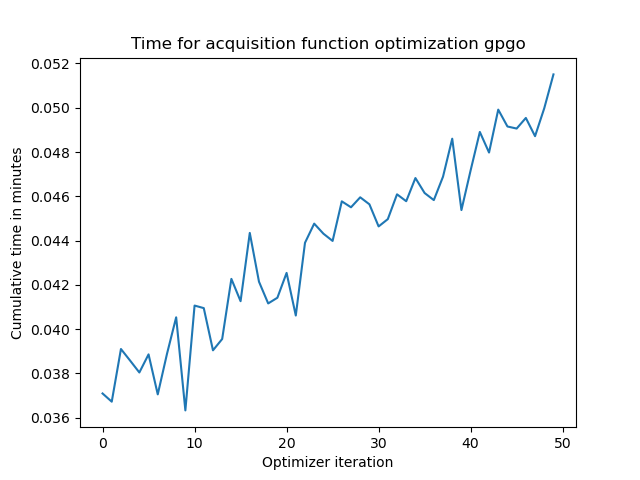 Time for acquisition function optimization gpgo
0.052
0.050
0.048
0.046
0.044
0.042
0.040
0.038
0.036
Cumulative time in minutes
0 10 20 30 40 50
Optimizer iteration